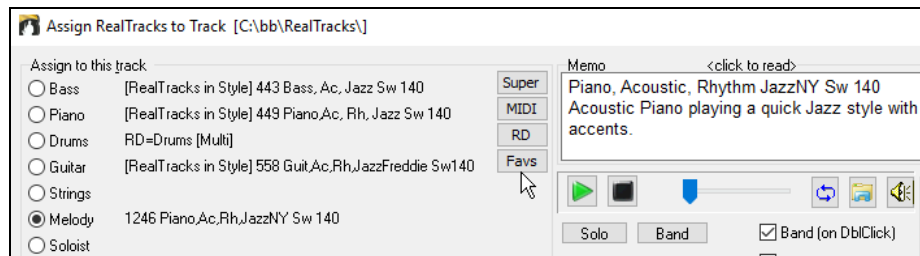 Assign RealTracks to Track [C:\bb\RealTracks\]
Assign to this track
Bass [RealTracks in Style] 443 Bass, Ac, Jazz Sw 140
Piano [RealTracks in Style] 449 Piano,Ac, Rh, Jazz Sw 140
Drums RD=Drums [Multi]
Guitar [RealTracks in Style] 558 Guit,Ac,Rh,JazzFreddie Sw140
Strings
Melody 1246 Piano,Ac,Rh,JazzNY Sw 140
Soloist
Super
MIDI
RD
Favs
Memo <click to read>
Piano, Acoustic, Rhythm JazzNY Sw 140
Acoustic Piano playing a quick Jazz style with
accents.
Solo Band Band (on DblClick)